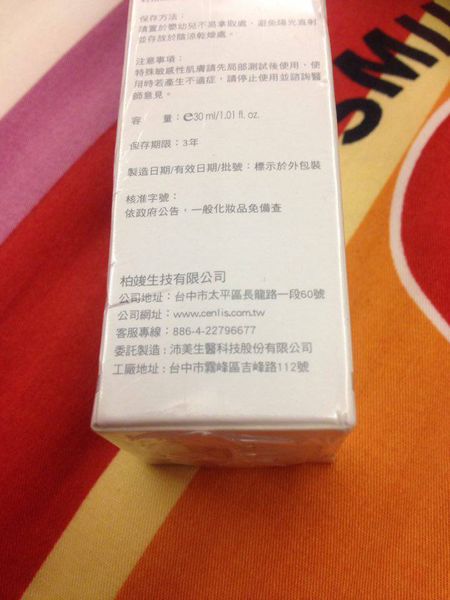 保存方法：
請置於嬰幼兒不易拿取處，避免陽光直射
並存放於陰涼乾燥處。
注意事項：
特殊敏感性肌膚請先局部測試後使用、使
用時若產生不適症，請停止使用並諮詢醫
師意見。
容 量：℮30 ml/1.01 fl. oz.
保存期限：3年
製造日期/有效日期/批號：標示於外包裝
核准字號：
依政府公告，一般化妝品免備查
柏竣生技有限公司
公司地址：台中市太平區長龍路一段60號
公司網址：www.cenlis.com.tw
客服專線：886-4-22796677
委託製造：沛美生醫科技股份有限公司
工廠地址：台中市霧峰區吉峰路112號
SMIL